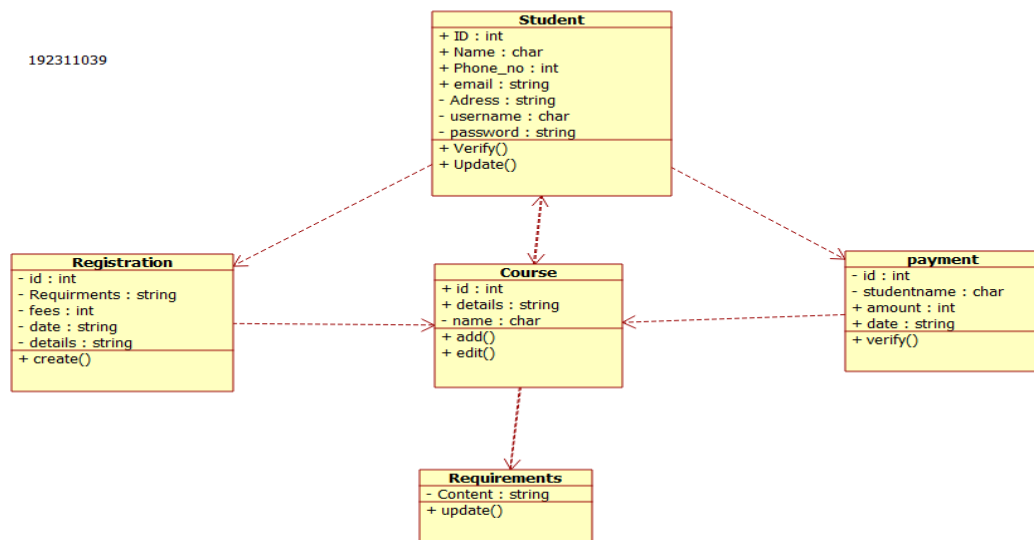 192311039
Student
+ ID : int
+ Name : char
+ Phone_no : int
+ email : string
- Adress : string
- username : char
- password : string
+ Verify()
+ Update()
Registration
- id : int
- Requirments : string
- fees : int
- date : string
- details : string
+ create()
Course
+ id : int
+ details : string
- name : char
+ add()
+ edit()
payment
- id : int
- studentname : char
+ amount : int
+ date : string
+ verify()
Requirements
- Content : string
+ update()